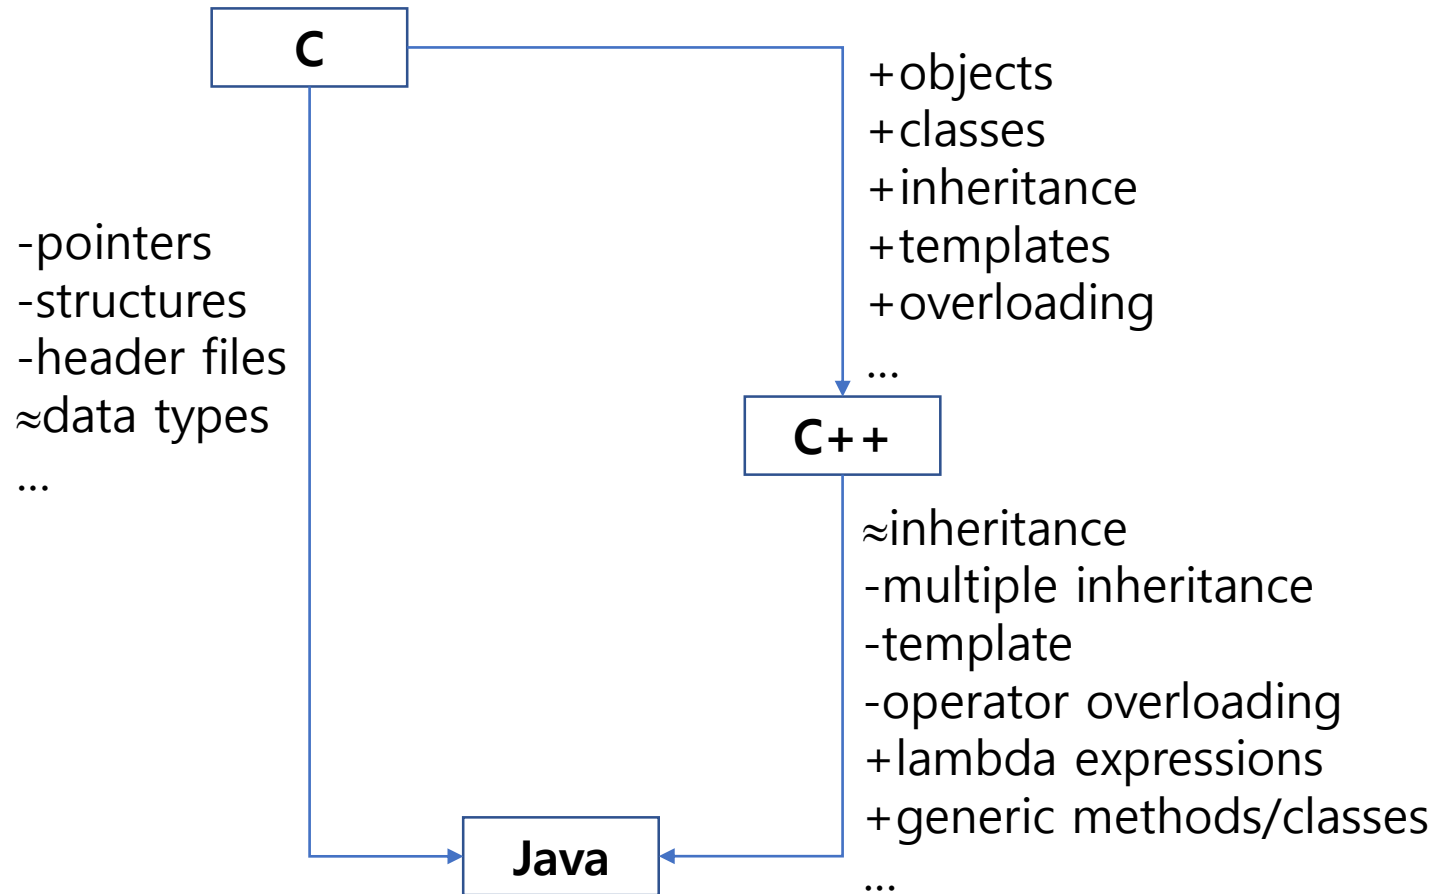 C
+objects
+classes
+inheritance
+templates
+overloading
...
-pointers
-structures
-header files
≈data types
...
C++
≈inheritance
-multiple inheritance
-template
-operator overloading
+lambda expressions
+generic methods/classes
...
Java